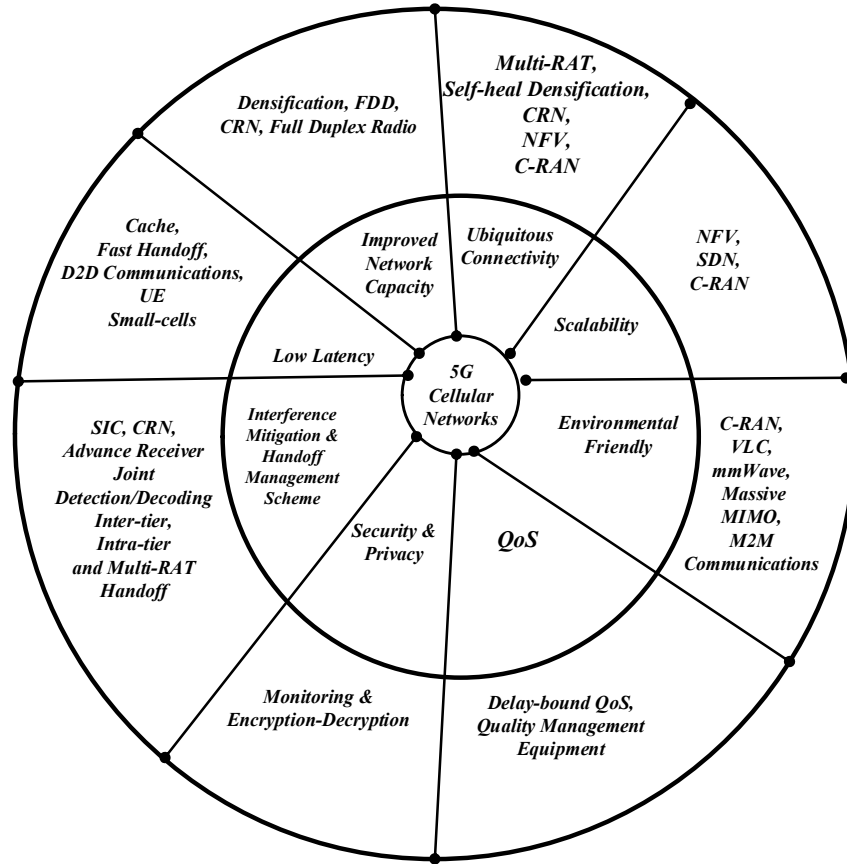 Multi-RAT,
Self-heal Densification,
CRN,
NFV,
C-RAN
Densification, FDD,
CRN, Full Duplex Radio
Cache,
Fast Handoff,
D2D Communications,
UE
Small-cells
NFV,
SDN,
C-RAN
Improved
Network
Capacity
Ubiquitous
Connectivity
Scalability
Low Latency
5G
Cellular
Networks
Interference
Mitigation &
Handoff
Management
Scheme
Environmental
Friendly
SIC, CRN,
Advance Receiver
Joint
Detection/Decoding
Inter-tier,
Intra-tier
and Multi-RAT
Handoff
C-RAN,
VLC,
mmWave,
Massive
MIMO,
M2M
Communications
Security &
Privacy
QoS
Monitoring &
Encryption-Decryption
Delay-bound QoS,
Quality Management
Equipment